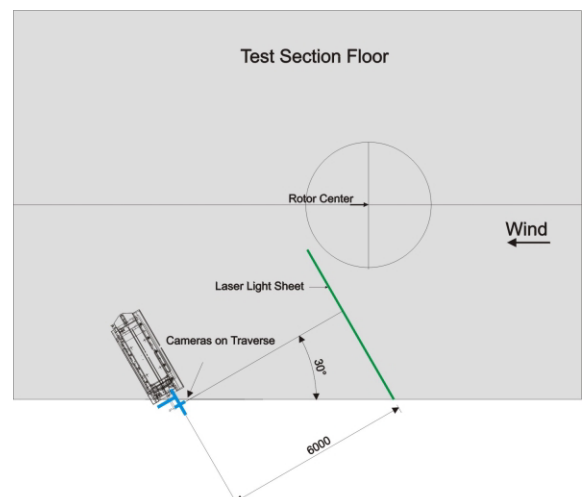 Test Section Floor
Rotor Center
Wind
Laser Light Sheet
Cameras on Traverse
30°
6000